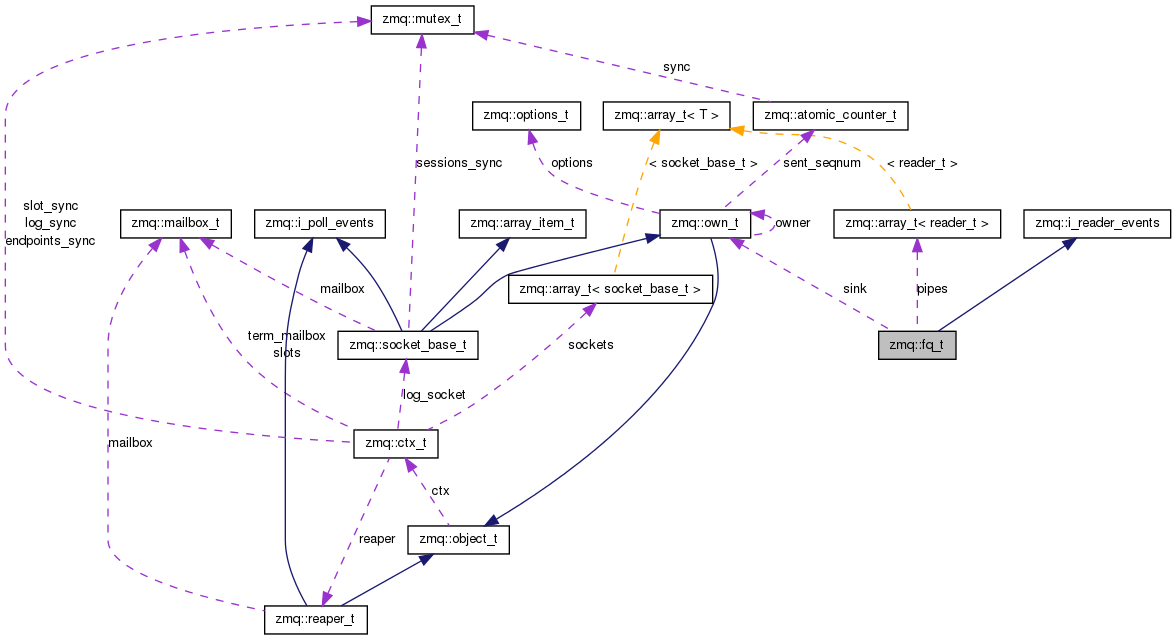 zmq::mutex_t
sync
zmq::options_t
zmq::array_t< T >
zmq::atomic_counter_t
sessions_sync
options
< socket_base_t >
sent_seqnum
< reader_t >
slot_sync
log_sync
endpoints_sync
zmq::mailbox_t
zmq::i_poll_events
zmq::array_item_t
zmq::own_t
owner
zmq::array_t< reader_t >
zmq::i_reader_events
mailbox
zmq::array_t< socket_base_t >
sink
pipes
term_mailbox
slots
zmq::socket_base_t
sockets
zmq::fq_t
log_socket
mailbox
zmq::ctx_t
ctx
reaper
zmq::object_t
zmq::reaper_t